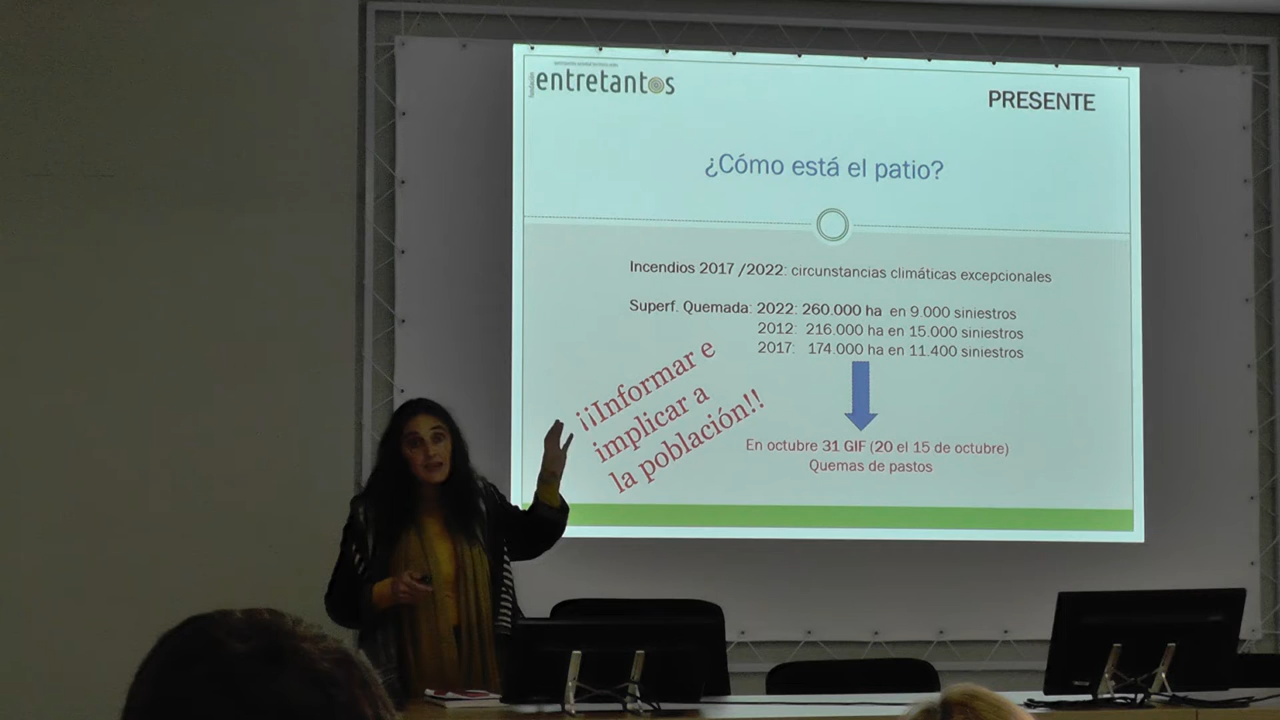 fundación
entretantos
PRESENTE
¿Cómo está el patio?
Incendios 2017 /2022: circunstancias climáticas excepcionales
Superf. Quemada: 2022: 260.000 ha en 9.000 siniestros
2012: 216.000 ha en 15.000 siniestros
2017: 174.000 ha en 11.400 siniestros
¡¡Informar e
implicar a
la población!!
En octubre 31 GIF (20 el 15 de octubre)
Quemas de pastos